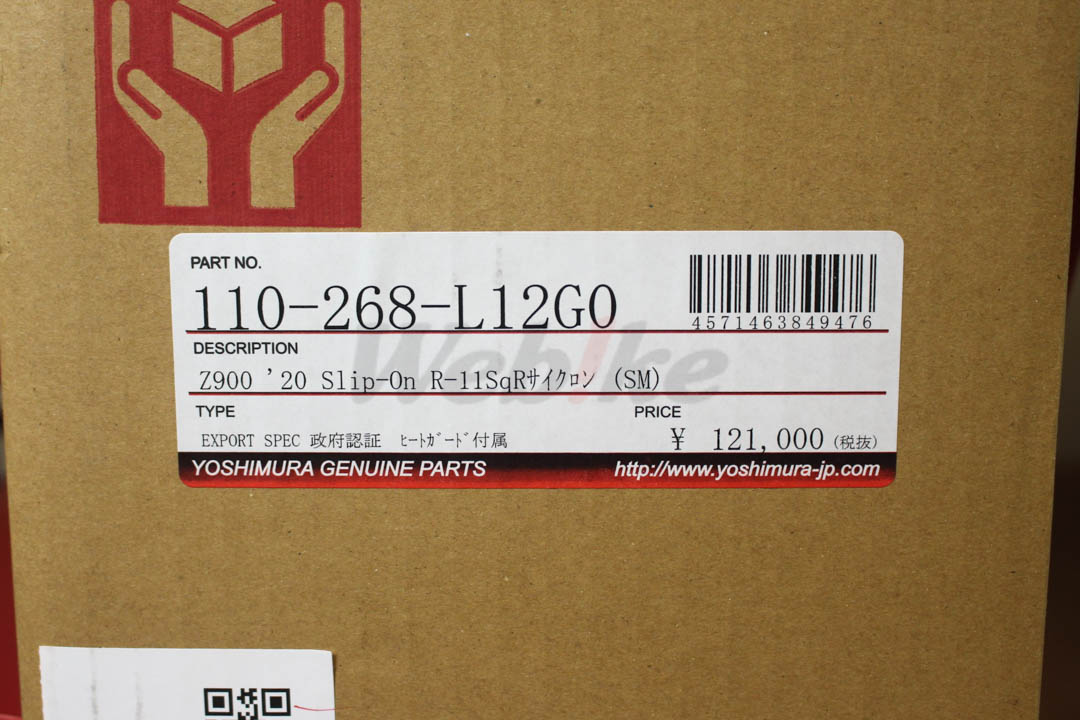 PART NO.
110-268-L12G0
4571463849476
DESCRIPTION
Z900 '20 Slip-On R-11SqRｻｲｸﾛﾝ (SM)
TYPE
PRICE
EXPORT SPEC 政府認証 ﾋｰﾄｶﾞｰﾄﾞ付属
¥ 121,000 (税抜)
YOSHIMURA GENUINE PARTS
http://www.yoshimura-jp.com
Webike